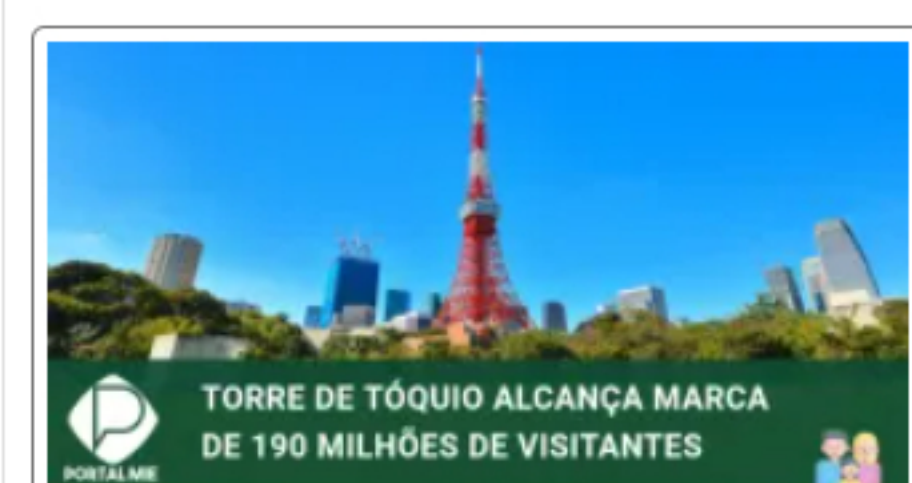 TORRE DE TÓQUIO ALCANÇA MARCA
DE 190 MILHÕES DE VISITANTES
PORTAL MIE